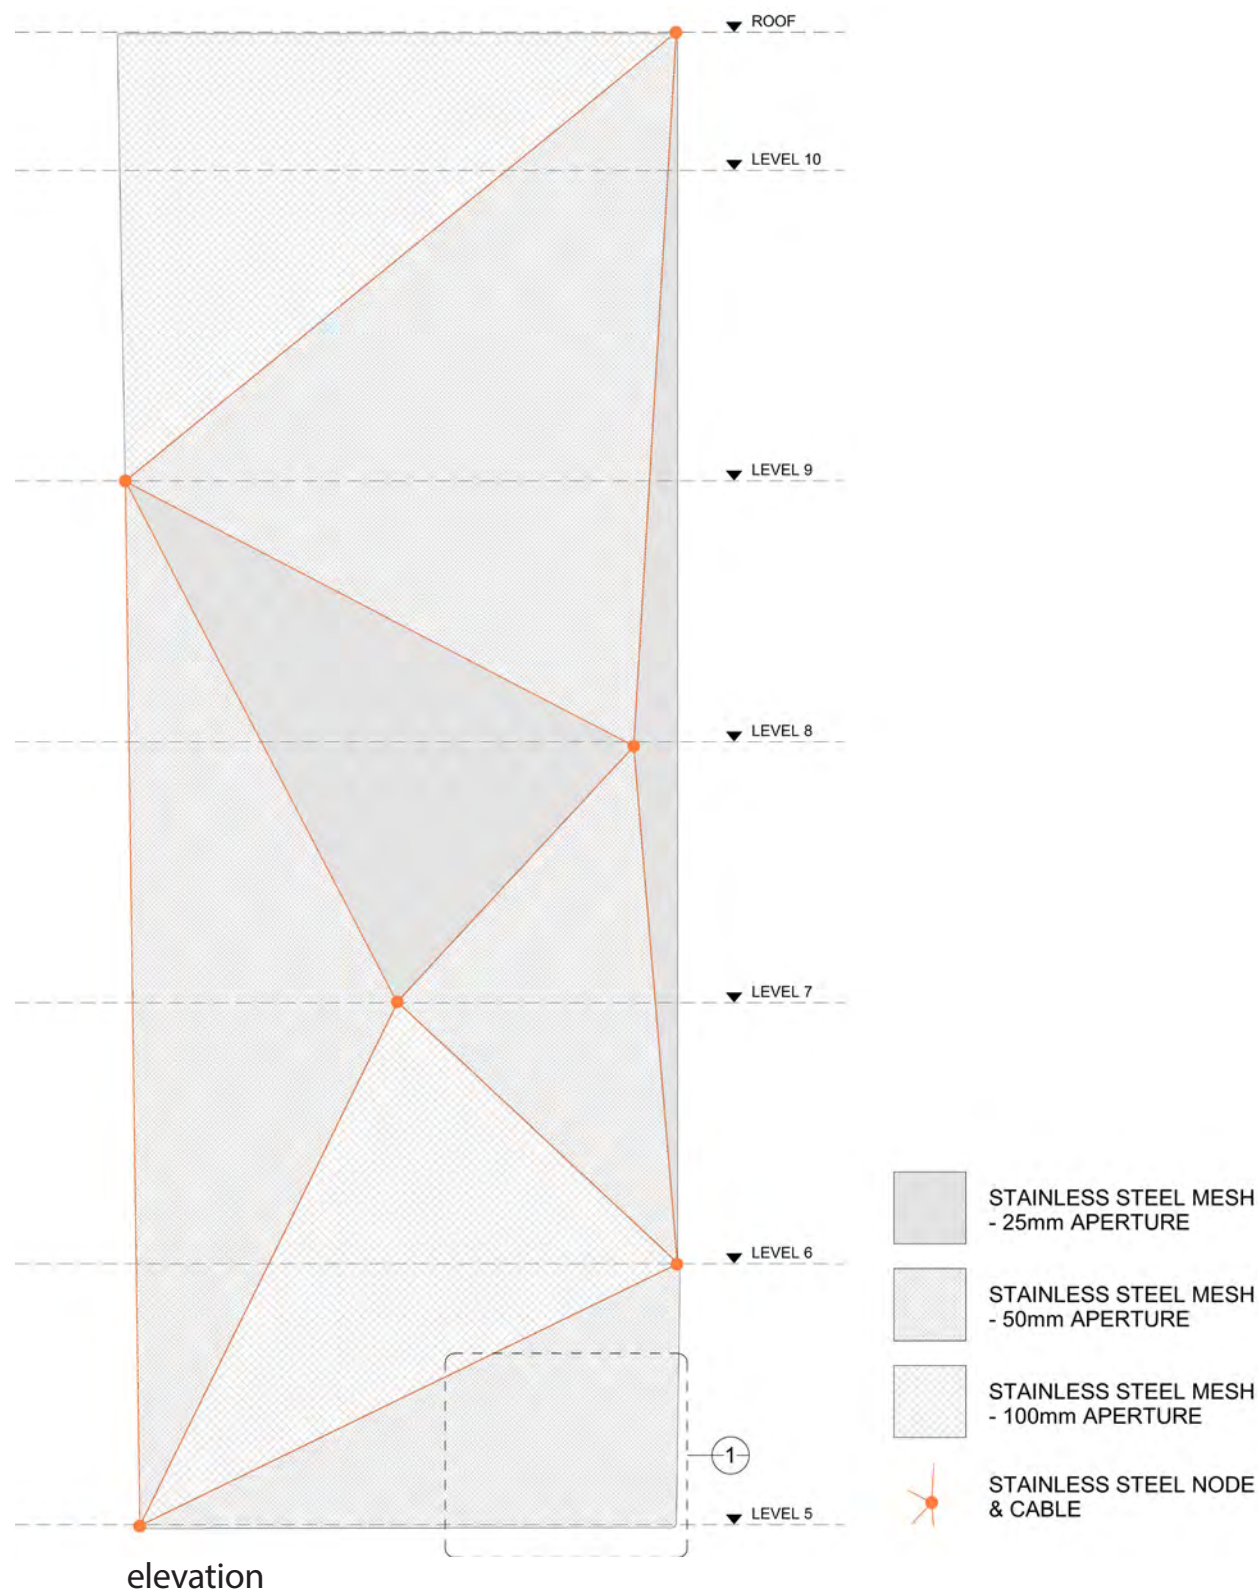 ROOF
LEVEL 10
LEVEL 9
LEVEL 8
LEVEL 7
LEVEL 6
LEVEL 5
1
STAINLESS STEEL MESH
- 25mm APERTURE
STAINLESS STEEL MESH
- 50mm APERTURE
STAINLESS STEEL MESH
- 100mm APERTURE
STAINLESS STEEL NODE
& CABLE
elevation